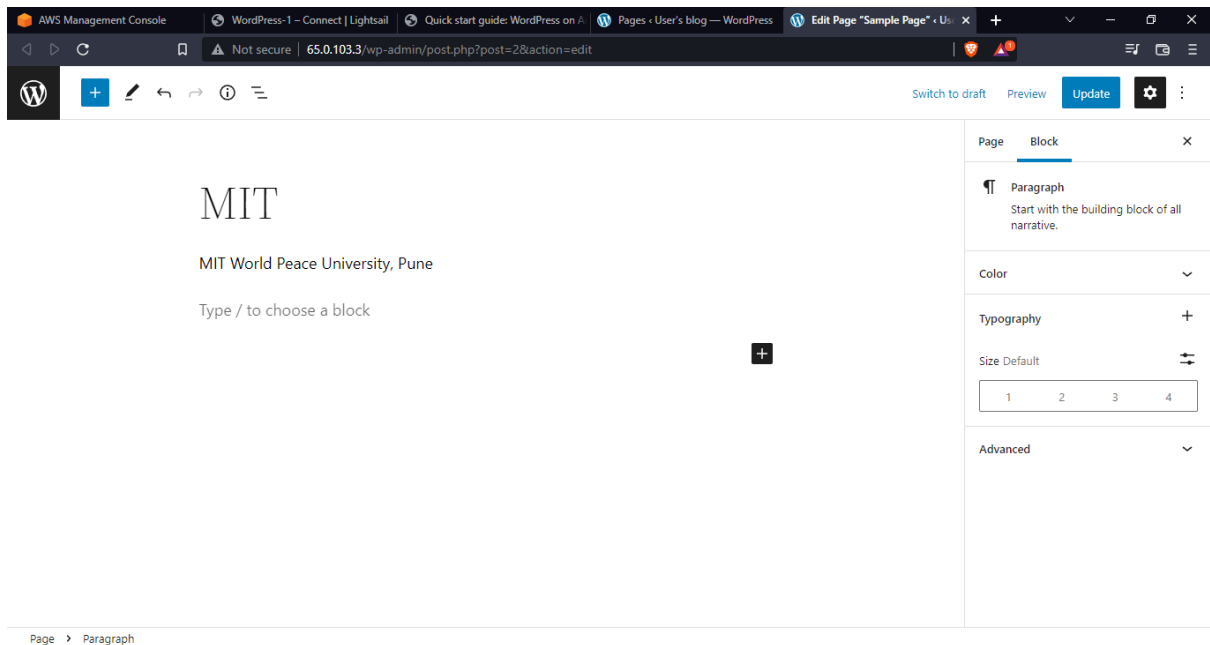 AWS Management Console
WordPress-1 – Connect | Lightsail
Quick start guide: WordPress on A
Pages ‹ User's blog — WordPress
Edit Page "Sample Page" ‹ Us
Not secure | 65.0.103.3/wp-admin/post.php?post=2&action=edit
1
Switch to draft
Preview
Update
Page
Block
MIT
MIT World Peace University, Pune
Type / to choose a block
Paragraph
Start with the building block of all
narrative.
Color
Typography
Size Default
1 2 3 4
Advanced
Page > Paragraph